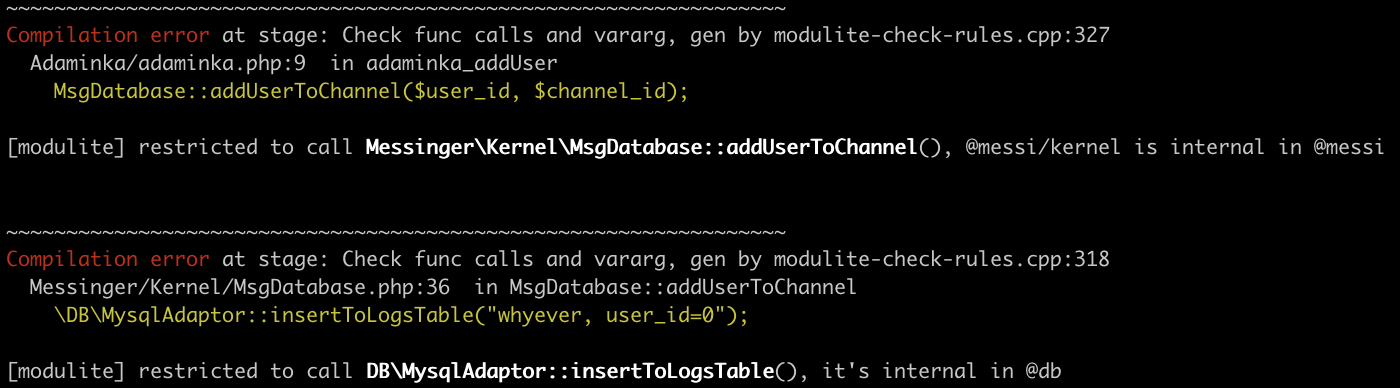 ~~~~~~~~~~~~~~~~~~~~~~~~~~~~~~~~~~~~~~~~~~~~~~~~~~~~~~~~~~~~~~~~~
Compilation error at stage: Check func calls and vararg, gen by modulite-check-rules.cpp:327
  Adaminka/adaminka.php:9  in adaminka_addUser
    MsgDatabase::addUserToChannel($user_id, $channel_id);
[modulite] restricted to call Messinger\Kernel\MsgDatabase::addUserToChannel(), @messi/kernel is internal in @messi
~~~~~~~~~~~~~~~~~~~~~~~~~~~~~~~~~~~~~~~~~~~~~~~~~~~~~~~~~~~~~~~~~
Compilation error at stage: Check func calls and vararg, gen by modulite-check-rules.cpp:318
  Messinger/Kernel/MsgDatabase.php:36  in MsgDatabase::addUserToChannel
    \DB\MysqlAdaptor::insertToLogsTable("whyever, user_id=0");
[modulite] restricted to call DB\MysqlAdaptor::insertToLogsTable(), it's internal in @db